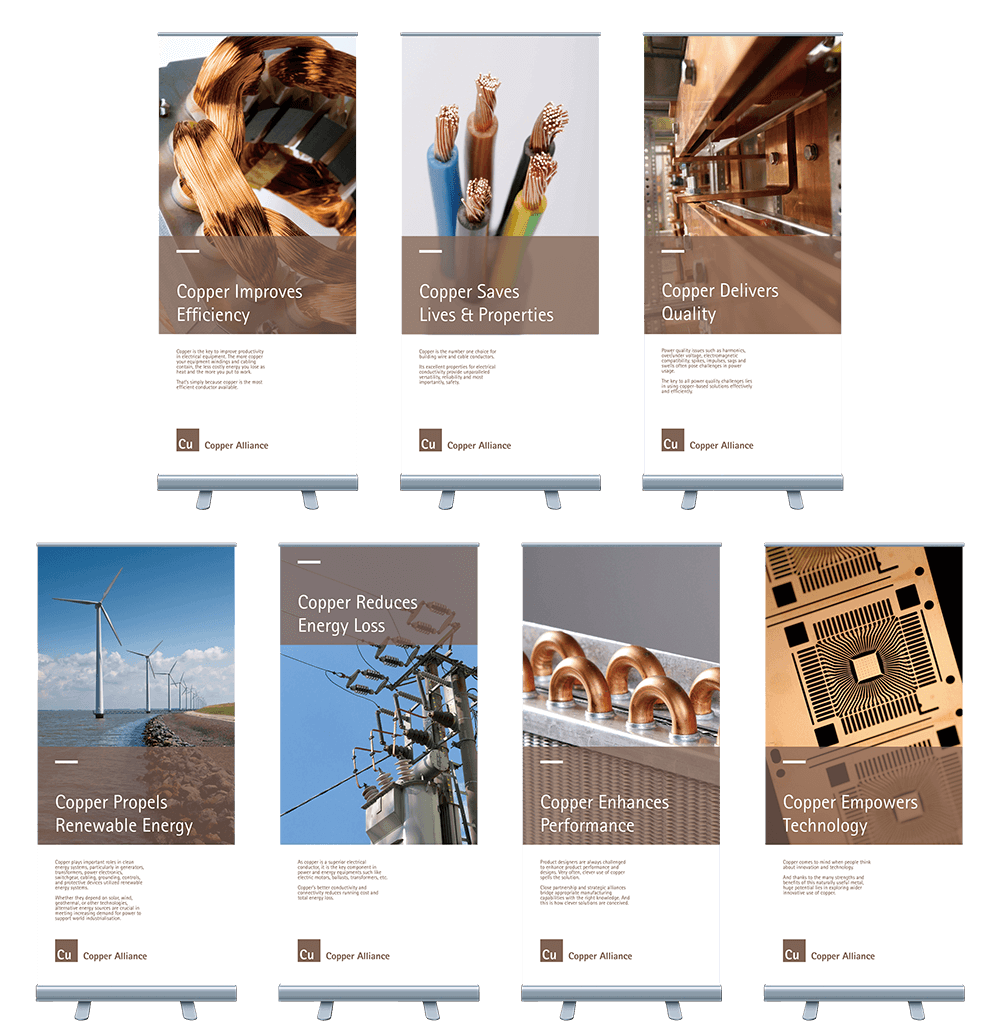 Copper Improves
Efficiency
Copper is the key to improve productivity
in electrical equipment. The more copper
your equipment windings and cabling
contain, the less costly energy you lose as
heat and the more you put to work.
That's simply because copper is the most
efficient conductor available.
Cu Copper Alliance
Copper Saves
Lives & Properties
Copper is the number one choice for
building wire and cable conductors.
Its excellent properties for electrical
conductivity provide unparalleled
versatility, reliability and most
importantly, safety.
Cu Copper Alliance
Copper Delivers
Quality
Power quality issues such as harmonics,
over/under voltage, electromagnetic
compatibility, spikes, impulses, sags and
swells often pose challenges in power
usage.
The key to all power quality challenges lies
in using copper-based solutions effectively
and efficiently.
Cu Copper Alliance
Copper Propels
Renewable Energy
Copper plays important roles in clean
energy systems, particularly in generators,
transformers, power electronics,
switchgear, cabling, grounding, controls,
and protective devices utilized renewable
energy systems.
Whether they depend on solar, wind,
geothermal, or other technologies,
alternative energy sources are crucial in
meeting increasing demand for power to
support world industrialisation.
Cu Copper Alliance
Copper Reduces
Energy Loss
As copper is a superior electrical
conductor, it is the key component in
power and energy equipments such like
electric motors, ballasts, transformers, etc.
Copper's better conductivity and
connectivity reduces running cost and
total energy loss.
Cu Copper Alliance
Copper Enhances
Performance
Product designers are always challenged
to enhance product performance and
designs. Very often, clever use of copper
spells the solution.
Close partnership and strategic alliances
bridge appropriate manufacturing
capabilities with the right knowledge. And
this is how clever solutions are conceived.
Cu Copper Alliance
Copper Empowers
Technology
Copper comes to mind when people think
about innovation and technology.
And thanks to the many strengths and
benefits of this naturally useful metal,
huge potential lies in exploring wider
innovative use of copper.
Cu Copper Alliance